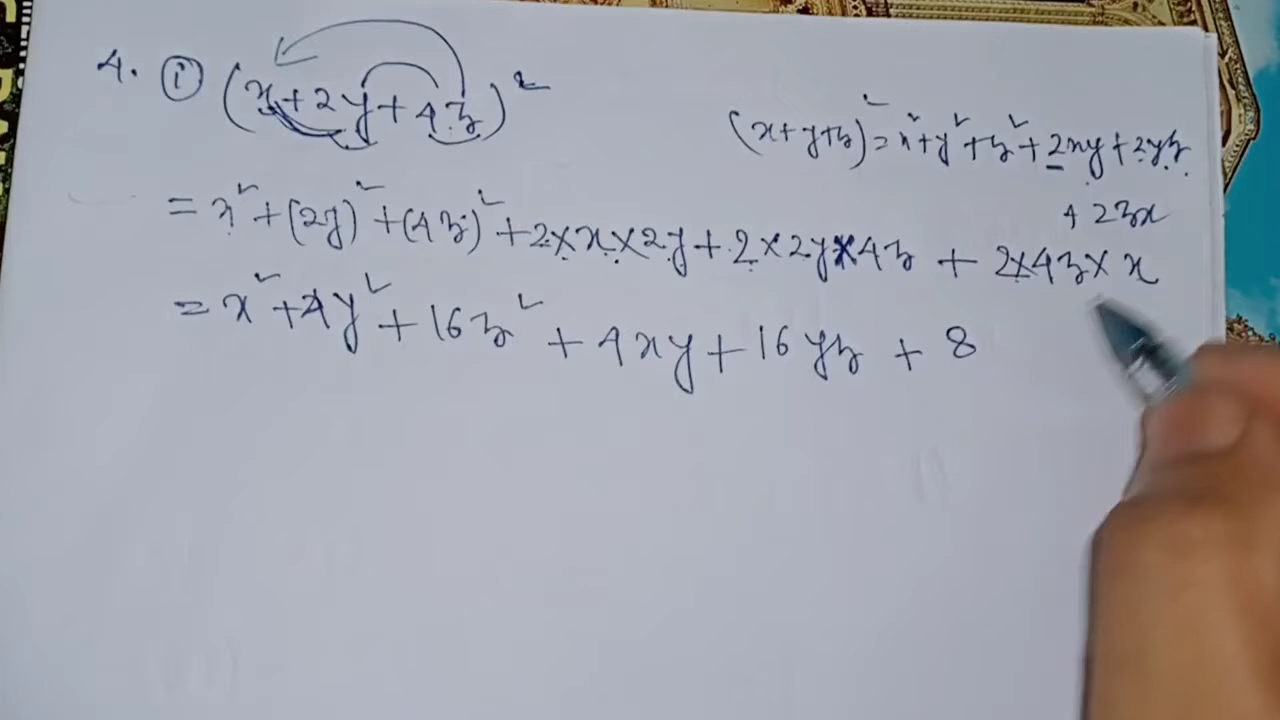 4. ① (x+2y+4z)²
(x+y+z)²=x²+y²+z²+2xy+2yz
+2zx
=x²+(2y)²+(4z)²+2×x×2y+2×2y×4z+2×4z×x
=x²+4y²+16z²+4xy+16yz+8